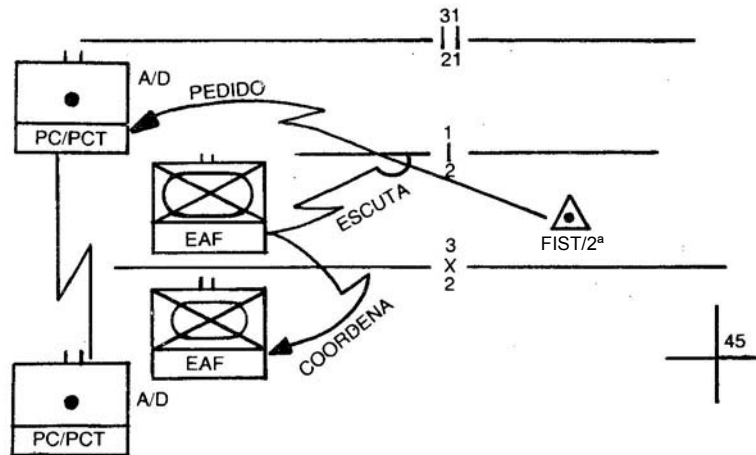 31
21
A/D
PEDIDO
PC/PCT
1
2
ESCUTA
EAF
FIST/2ª
3
X
2
COORDENA
EAF
45
A/D
PC/PCT